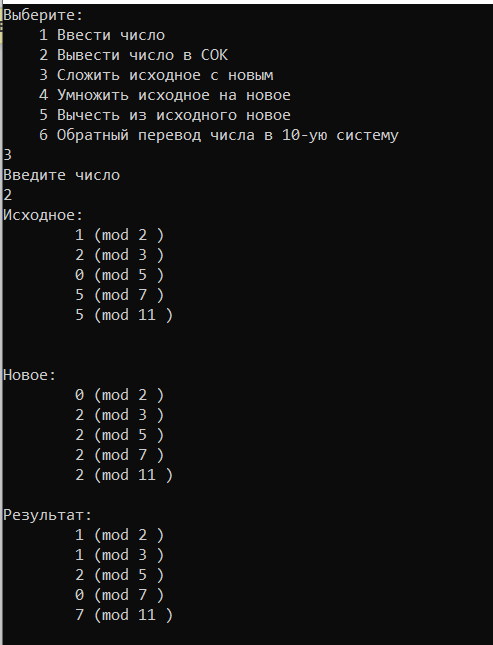 Выберите:
1 Ввести число
2 Вывести число в СОК
3 Сложить исходное с новым
4 Умножить исходное на новое
5 Вычесть из исходного новое
6 Обратный перевод числа в 10-ую систему
3
Введите число
2
Исходное:
1 (mod 2 )
2 (mod 3 )
0 (mod 5 )
5 (mod 7 )
5 (mod 11 )
Новое:
0 (mod 2 )
2 (mod 3 )
2 (mod 5 )
2 (mod 7 )
2 (mod 11 )
Результат:
1 (mod 2 )
1 (mod 3 )
2 (mod 5 )
0 (mod 7 )
7 (mod 11 )